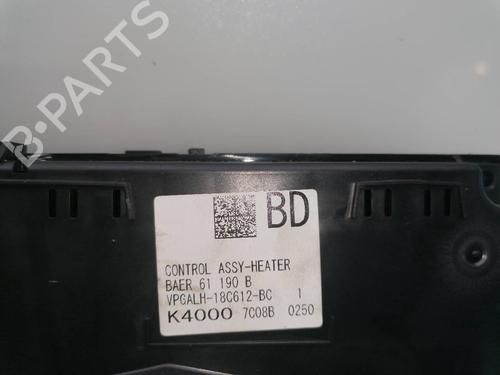 B-PARTS
BD
CONTROL ASSY-HEATER
BAER 61 190 B
VPGALH-18C612-BC 1
K4000 7C08B 0250